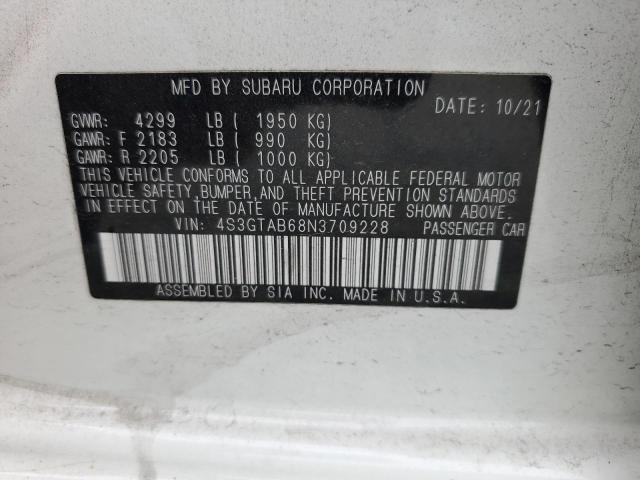 MFD BY SUBARU CORPORATION
DATE: 10/21
GVWR: 4299 LB ( 1950 KG)
GAWR: F 2183 LB ( 990 KG)
GAWR: R 2205 LB ( 1000 KG)
THIS VEHICLE CONFORMS TO ALL APPLICABLE FEDERAL MOTOR
VEHICLE SAFETY, BUMPER, AND THEFT PREVENTION STANDARDS
IN EFFECT ON THE DATE OF MANUFACTURE SHOWN ABOVE.
VIN: 4S3GTAB68N3709228 PASSENGER CAR
ASSEMBLED BY SIA INC. MADE IN U.S.A.